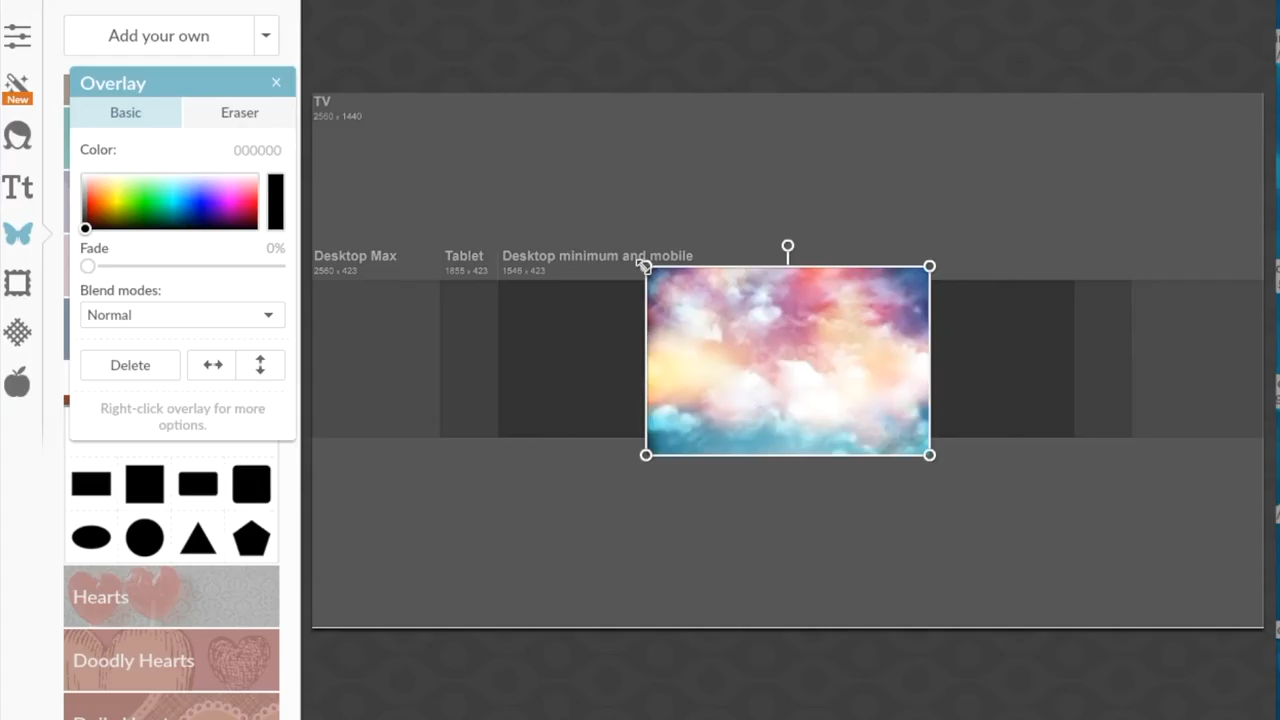 Add your own
New
Overlay
x
Basic
Eraser
Color:
000000
Tt
Fade
0%
Blend modes:
Normal
Delete
Right-click overlay for more
options.
Hearts
Doodly Hearts
TV
2560 x 1440
Desktop Max
2560 x 423
Tablet
1855 x 423
Desktop minimum and mobile
1546 x 423